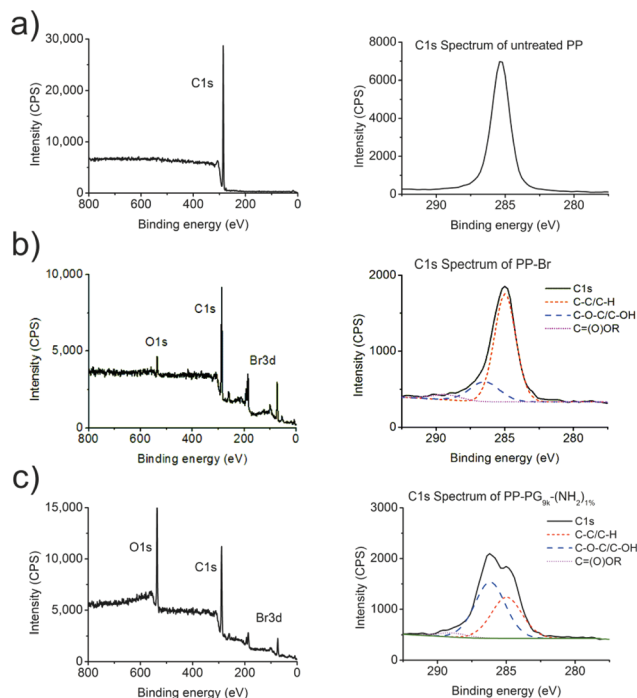 a)
30,000
20,000
10,000
0
Intensity (CPS)
C1s
800 600 400 200 0
Binding energy (eV)
C1s Spectrum of untreated PP
8000
6000
4000
2000
0
Intensity (CPS)
290 285 280
Binding energy (eV)
b)
10,000
5,000
0
Intensity (CPS)
O1s
C1s
Br3d
800 600 400 200 0
Binding energy (eV)
C1s Spectrum of PP-Br
2000
1000
0
Intensity (CPS)
C1s
C-C/C-H
C-O-C/C-OH
C=(O)OR
290 285 280
Binding energy (eV)
c)
15,000
10,000
5,000
0
Intensity (CPS)
O1s
C1s
Br3d
800 600 400 200 0
Binding energy (eV)
C1s Spectrum of PP-PG9k-(NH2)1%
3000
2000
1000
0
Intensity (CPS)
C1s
C-C/C-H
C-O-C/C-OH
C=(O)OR
290 285 280
Binding energy (eV)